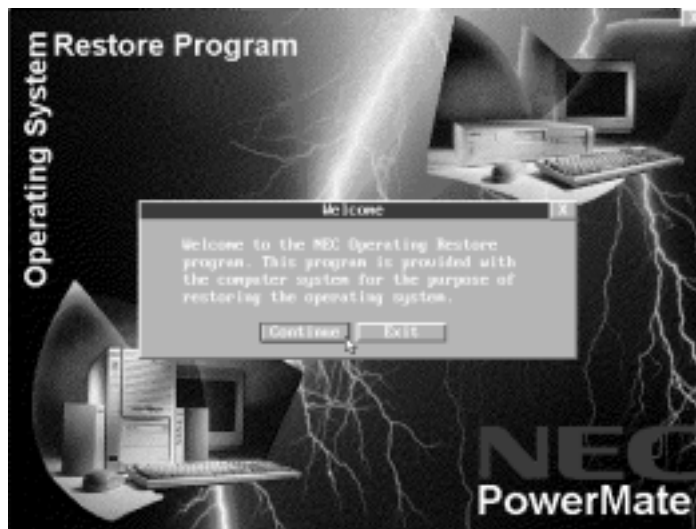 Operating System
Restore Program
Welcome
X
Welcome to the NEC Operating Restore
program. This program is provided with
the computer system for the purpose of
restoring the operating system.
Continue
Exit
NEC
PowerMate